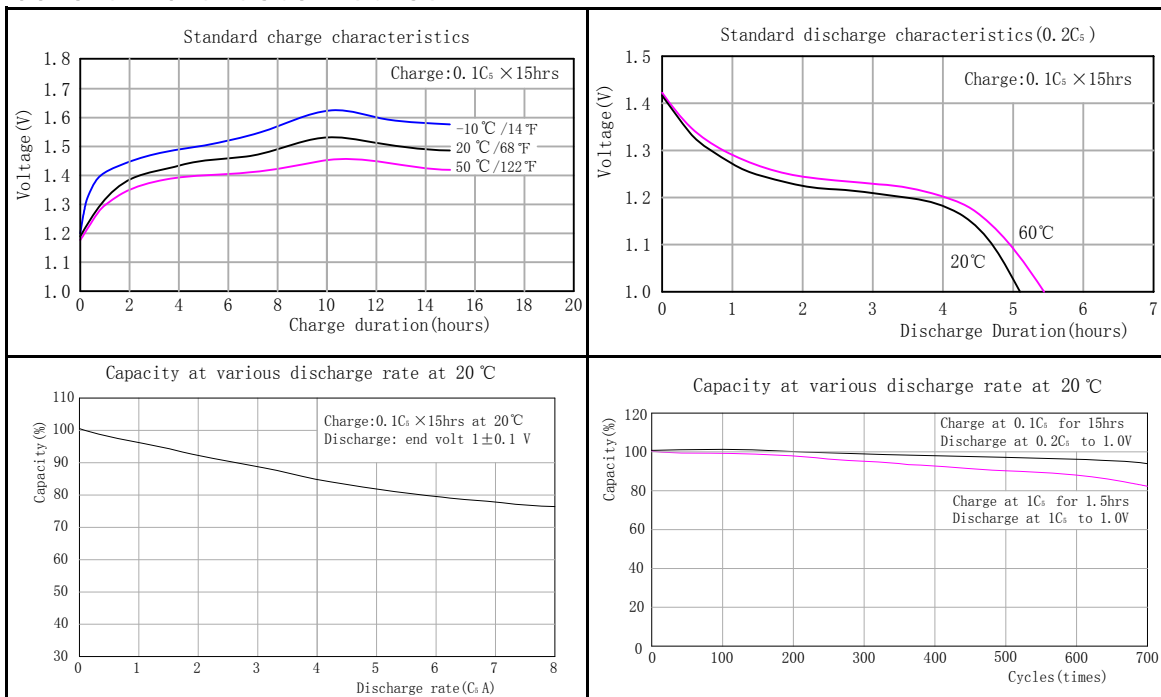 Standard charge characteristics
Charge:0.1C₅×15hrs
Voltage(V)
1.8
1.7
1.6
1.5
1.4
1.3
1.2
1.1
1.0
-10℃/14℉
20℃/68℉
50℃/122℉
0 2 4 6 8 10 12 14 16 18 20
Charge duration(hours)
Standard discharge characteristics(0.2C₅)
Charge:0.1C₅×15hrs
Voltage(V)
1.5
1.4
1.3
1.2
1.1
1.0
60℃
20℃
0 1 2 3 4 5 6 7
Discharge Duration(hours)
Capacity at various discharge rate at 20℃
Charge:0.1C₅×15hrs at 20℃
Discharge: end volt 1±0.1 V
Capacity(%)
110
100
90
80
70
60
50
40
30
0 1 2 3 4 5 6 7 8
Discharge rate(C₅A)
Capacity at various discharge rate at 20℃
Charge at 0.1C₅ for 15hrs
Discharge at 0.2C₅ to 1.0V
Capacity(%)
120
100
80
60
40
20
0
Charge at 1C₅ for 1.5hrs
Discharge at 1C₅ to 1.0V
0 100 200 300 400 500 600 700
Cycles(times)